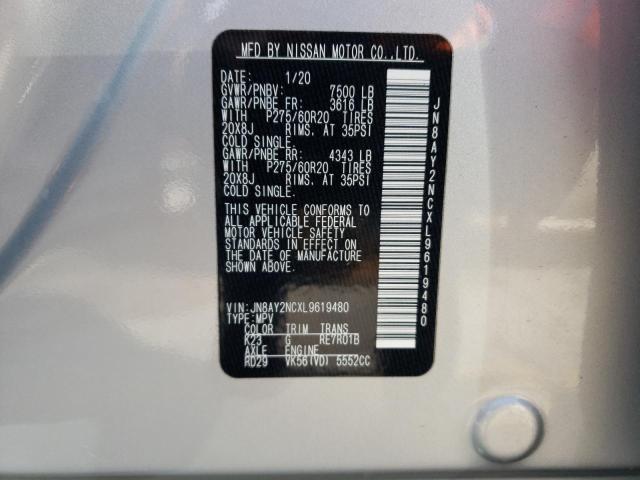 MFD BY NISSAN MOTOR CO.,LTD.
DATE: 1/20
GVWR/PNBV: 7500 LB
GAWR/PNBE FR: 3616 LB
WITH P275/60R20 TIRES
20X8J RIMS. AT 35PSI
COLD SINGLE.
GAWR/PNBE RR: 4343 LB
WITH P275/60R20 TIRES
20X8J RIMS. AT 35PSI
COLD SINGLE.
THIS VEHICLE CONFORMS TO
ALL APPLICABLE FEDERAL
MOTOR VEHICLE SAFETY
STANDARDS IN EFFECT ON
THE DATE OF MANUFACTURE
SHOWN ABOVE.
VIN:JN8AY2NCXL9619480
TYPE:MPV
COLOR TRIM TRANS
K23 G RE7R01B
AXLE ENGINE
RD29 VK56(VD) 5552CC
JN8AY2NCXL9619480